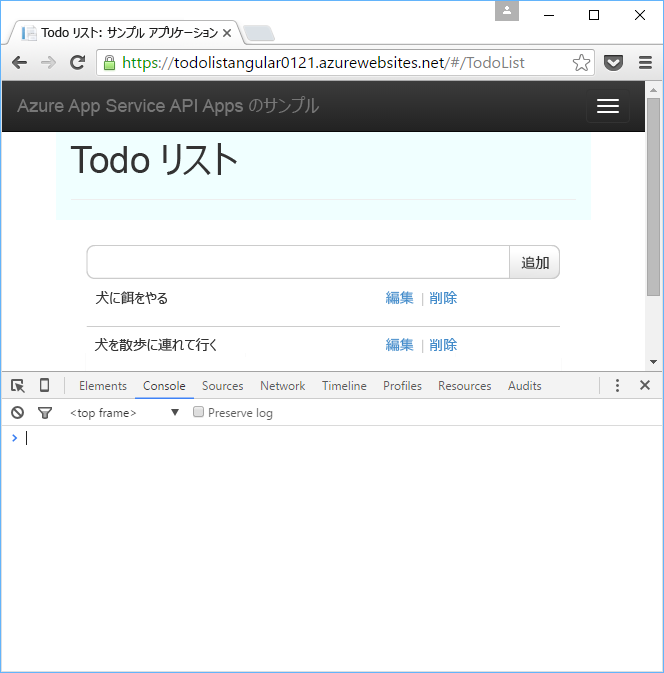 Todo リスト: サンプル アプリケーション
https://todolistangular0121.azurewebsites.net/#/TodoList
Azure App Service API Apps のサンプル
Todo リスト
追加
犬に餌をやる 編集 | 削除
犬を散歩に連れて行く 編集 | 削除
Elements Console Sources Network Timeline Profiles Resources Audits
<top frame> Preserve log